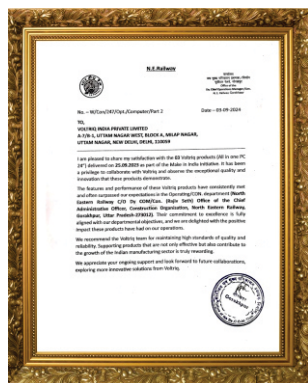 N.E.Railway
No. – W/Con/247/Opt./Computer/Part 2
Date – 03-09-2024
TO,
VOLTRIQ INDIA PRIVATE LIMITED
A-7/B-1, UTTAM NAGAR WEST, BLOCK A, MILAP NAGAR,
UTTAM NAGAR, NEW DELHI, DELHI, 110059
I am pleased to share my satisfaction with the 03 Voltriq products (All in one PC
) delivered on 25.09.2023 as part of the Make in India initiative. It has been
a privilege to collaborate with Voltriq and observe the exceptional quality and
innovation that these products demonstrate.
The features and performance of these Voltriq products have consistently met
and often surpassed our expectations in the Operating/CON. department (North
Eastern Railway C/O Dy COM/Con. (Rajiv Seth) Office of the Chief
Administrative Officer, Construction Organization, North Eastern Railway,
Gorakhpur, Uttar Pradesh-273012). Their commitment to excellence is fully
aligned with our departmental objectives, and we are delighted with the positive
impact these products have had on our operations.
We recommend the Voltriq team for maintaining high standards of quality and
reliability. Supporting products that are not only effective but also contribute to
the growth of the Indian manufacturing sector is truly rewarding.
We appreciate your ongoing support and look forward to future collaborations,
exploring more innovative solutions from Voltriq.
Gorakhpur